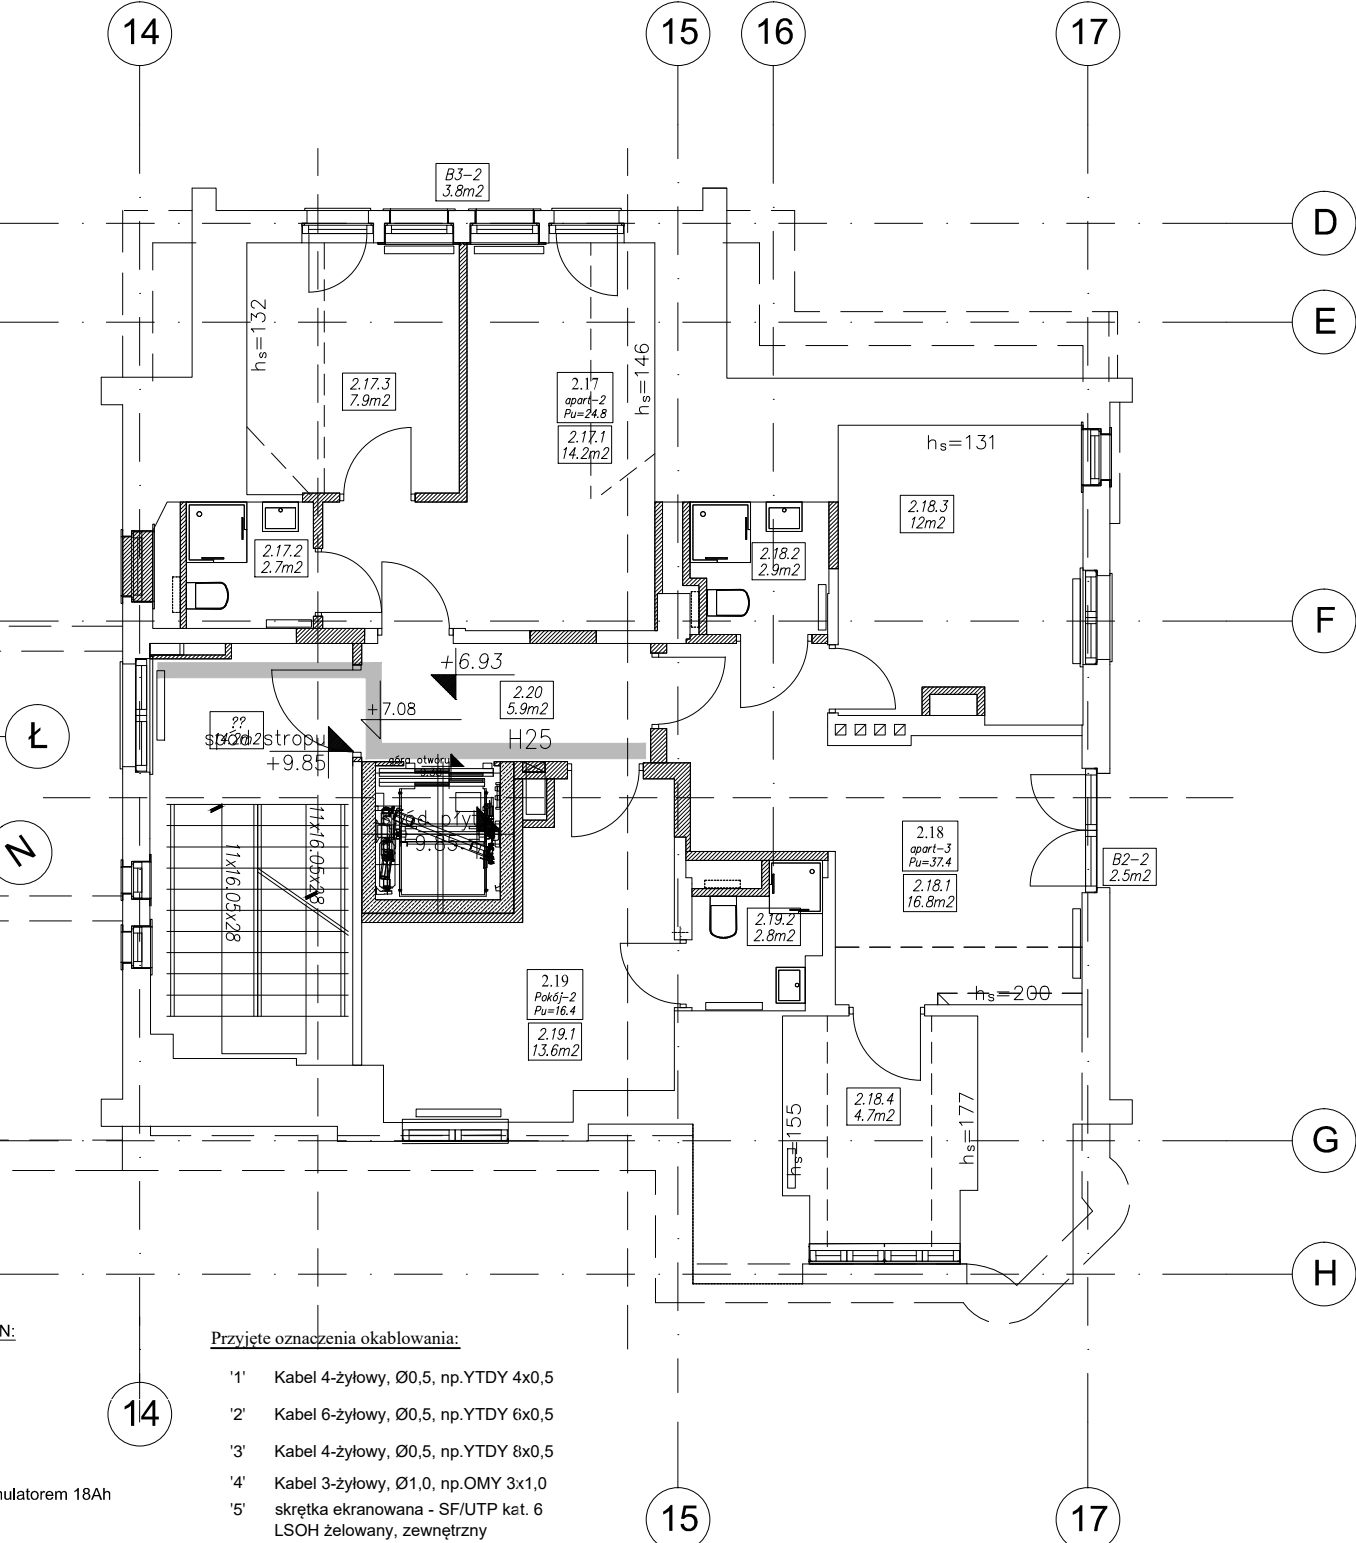 14
15
16
17
B3-2
3.8m2
D
E
hs=132
hs=146
2.17.3
7.9m2
2.17
apart-2
Pu=24.8
2.17.1
14.2m2
hs=131
2.18.3
12m2
2.17.2
2.7m2
2.18.2
2.9m2
F
+6.93
2.20
5.9m2
+7.08
Ł
??
14.2m2
spód stropu
+9.85
H25
góra otworu
N
11x16.05x28
11x16.05x28
2.18
apart-3
Pu=37.4
2.18.1
16.8m2
B2-2
2.5m2
2.19.2
2.8m2
2.19
Pokój-2
Pu=16.4
2.19.1
13.6m2
hs=200
2.18.4
4.7m2
hs=155
hs=177
G
H
N:
Przyjęte oznaczenia okablowania:
'1' Kabel 4-żyłowy, Ø0,5, np.YTDY 4x0,5
'2' Kabel 6-żyłowy, Ø0,5, np.YTDY 6x0,5
'3' Kabel 4-żyłowy, Ø0,5, np.YTDY 8x0,5
'4' Kabel 3-żyłowy, Ø1,0, np.OMY 3x1,0
'5' skrętka ekranowana - SF/UTP kat. 6
LSOH żelowany, zewnętrzny
mulatorem 18Ah
14
15
17